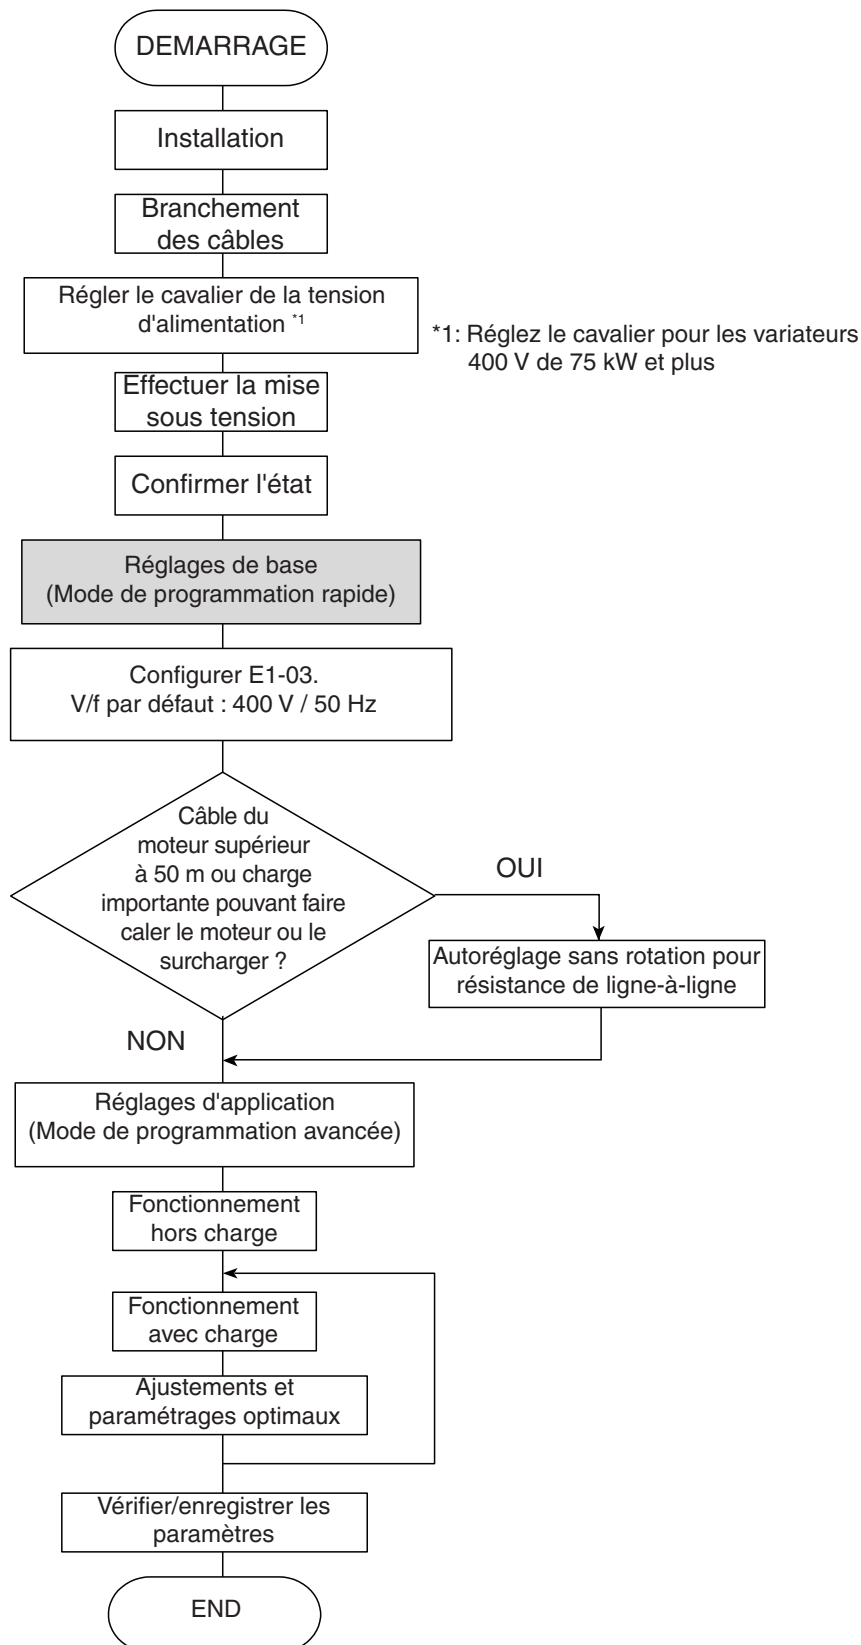 DEMARRAGE
Installation
Branchement
des câbles
Régler le cavalier de la tension
d'alimentation *1
*1: Réglez le cavalier pour les variateurs
400 V de 75 kW et plus
Effectuer la mise
sous tension
Confirmer l'état
Réglages de base
(Mode de programmation rapide)
Configurer E1-03.
V/f par défaut : 400 V / 50 Hz
Câble du
moteur supérieur
à 50 m ou charge
importante pouvant faire
caler le moteur ou le
surcharger ?
OUI
Autoréglage sans rotation pour
résistance de ligne-à-ligne
NON
Réglages d'application
(Mode de programmation avancée)
Fonctionnement
hors charge
Fonctionnement
avec charge
Ajustements et
paramétrages optimaux
Vérifier/enregistrer les
paramètres
END